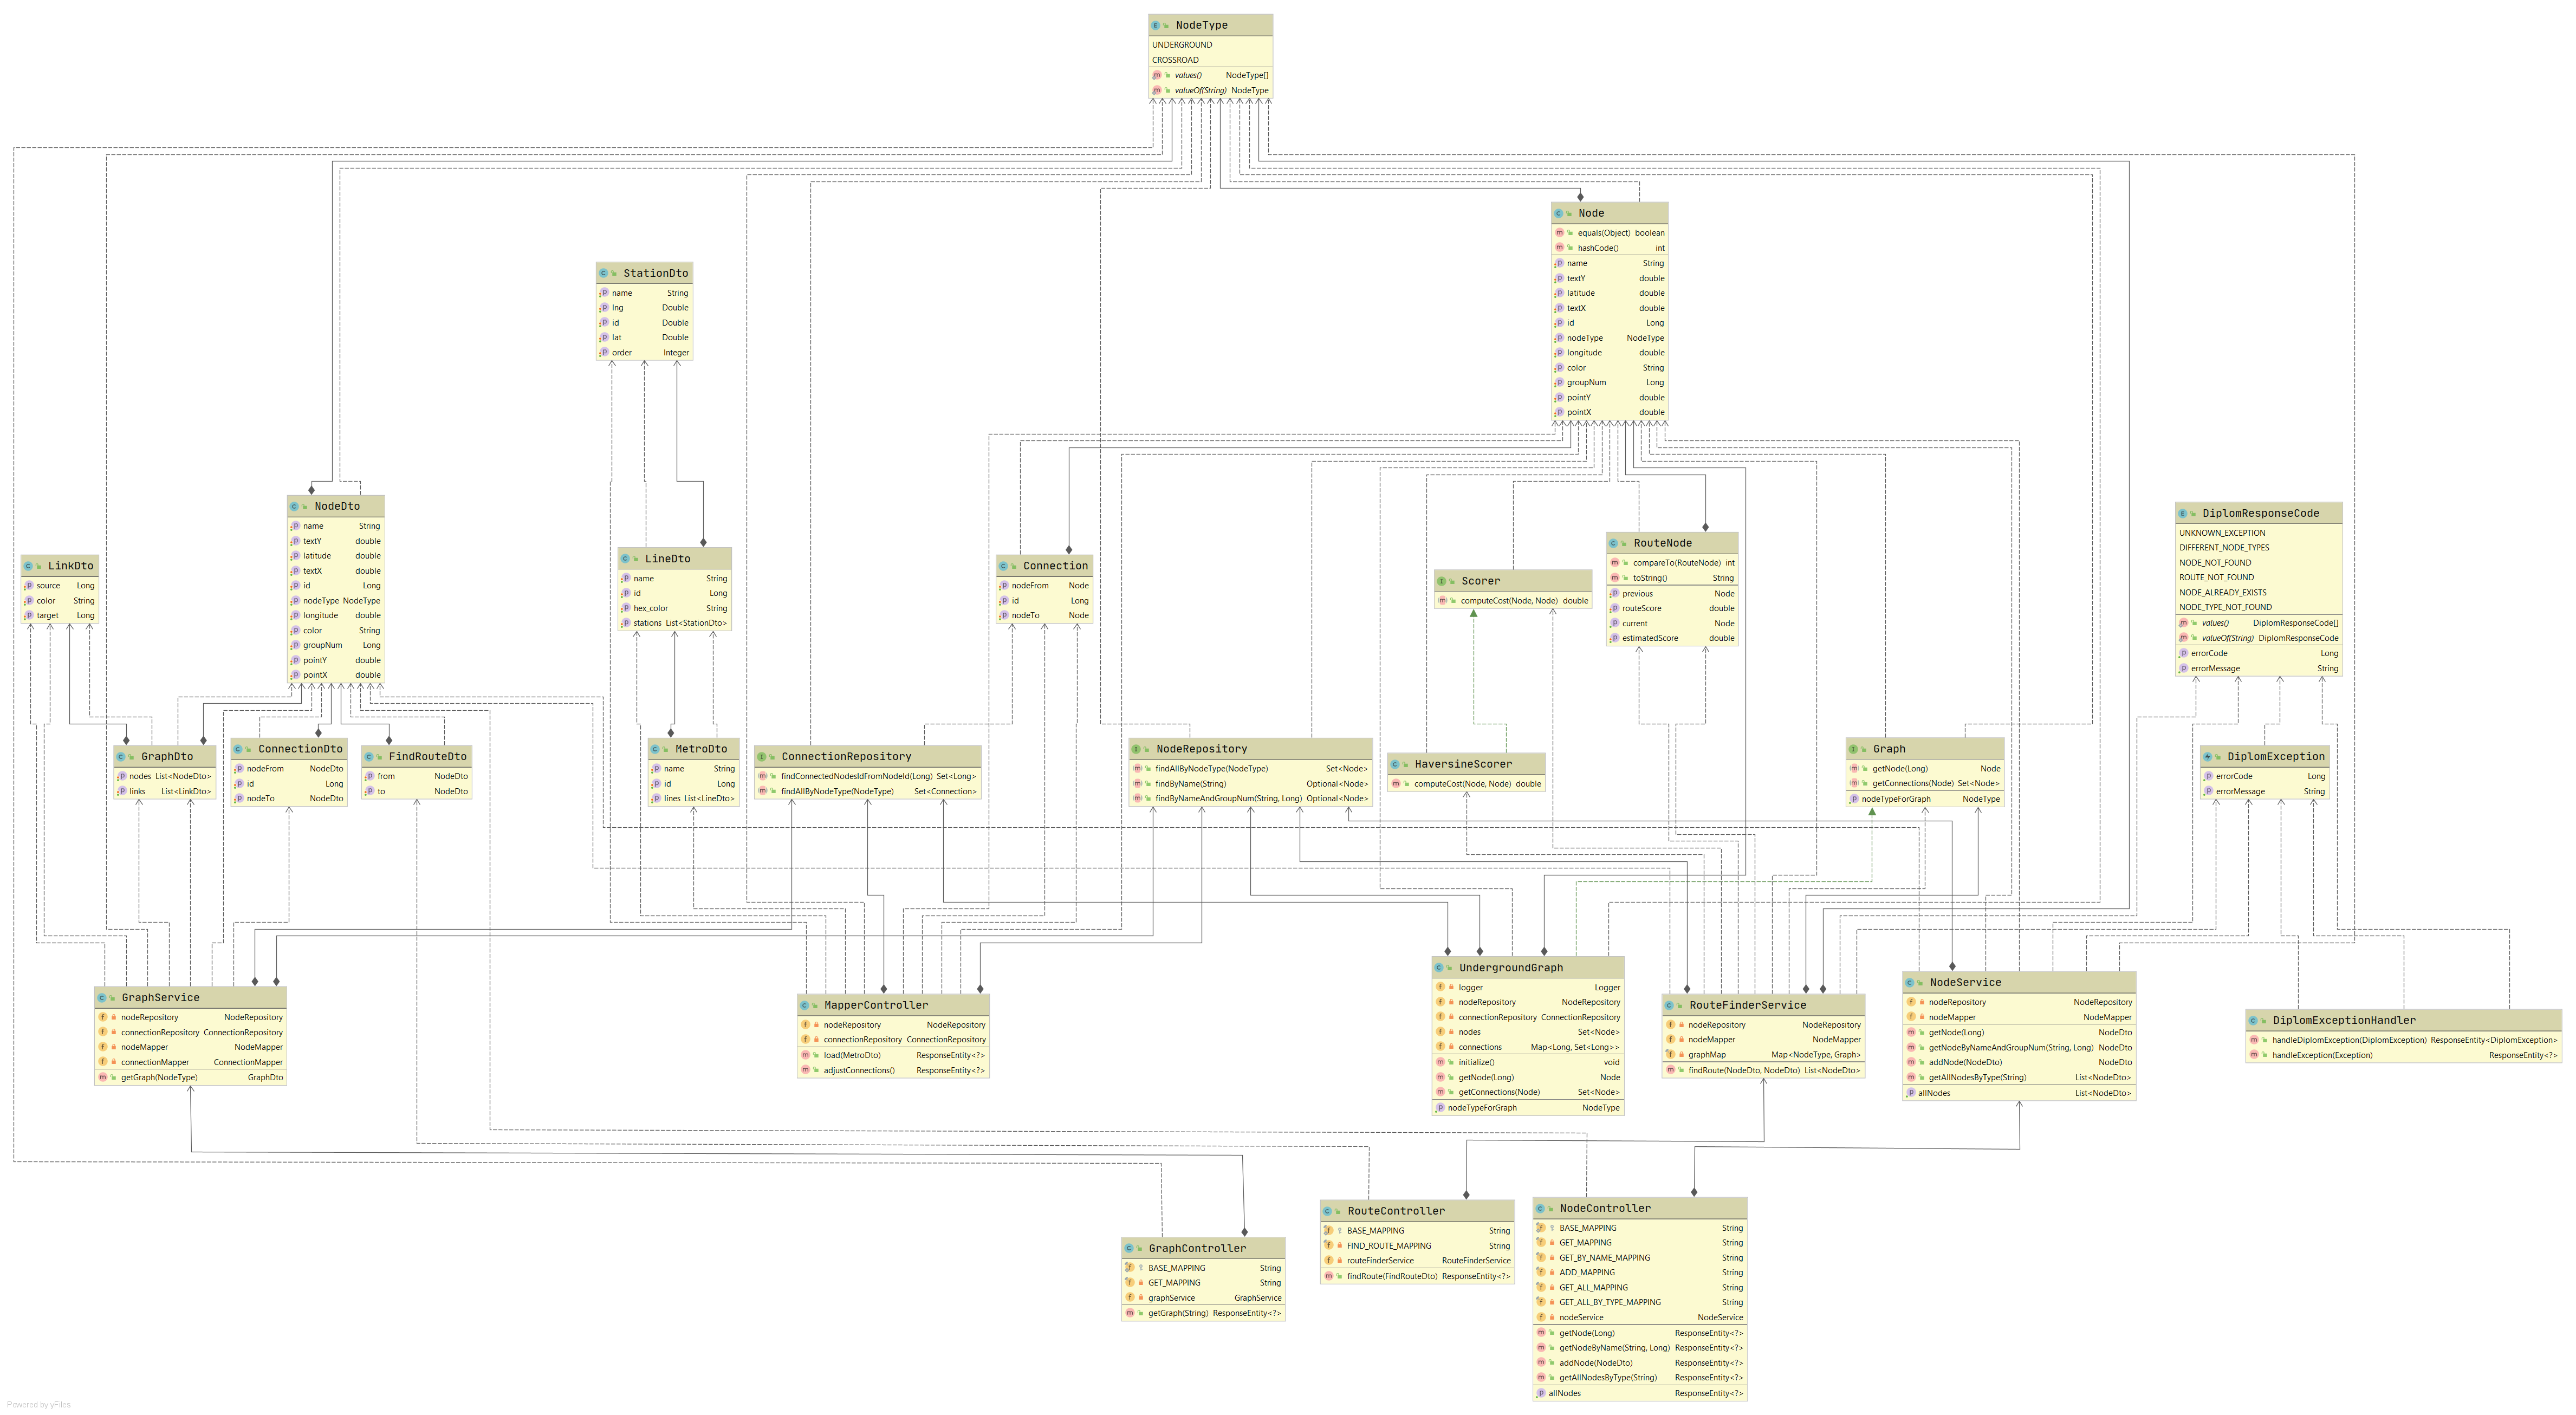 NodeType
UNDERGROUND
CROSSROAD
values() NodeType[]
valueOf(String) NodeType
Node
equals(Object) boolean
hashCode() int
name String
textY double
latitude double
textX double
id Long
nodeType NodeType
longitude double
color String
groupNum Long
pointY double
pointX double
StationDto
name String
lng Double
id Double
lat Double
order Integer
NodeDto
name String
textY double
latitude double
textX double
id Long
nodeType NodeType
longitude double
color String
groupNum Long
pointY double
pointX double
DiplomResponseCode
UNKNOWN_EXCEPTION
DIFFERENT_NODE_TYPES
NODE_NOT_FOUND
ROUTE_NOT_FOUND
NODE_ALREADY_EXISTS
NODE_TYPE_NOT_FOUND
values() DiplomResponseCode[]
valueOf(String) DiplomResponseCode
errorCode Long
errorMessage String
LinkDto
source Long
color String
target Long
LineDto
name String
id Long
hex_color String
stations List<StationDto>
Connection
nodeFrom Node
id Long
nodeTo Node
Scorer
computeCost(Node, Node) double
RouteNode
compareTo(RouteNode) int
toString() String
previous Node
routeScore double
current Node
estimatedScore double
GraphDto
nodes List<NodeDto>
links List<LinkDto>
ConnectionDto
nodeFrom NodeDto
id Long
nodeTo NodeDto
FindRouteDto
from NodeDto
to NodeDto
MetroDto
name String
id Long
lines List<LineDto>
ConnectionRepository
findConnectedNodesIdFromNodeId(Long) Set<Long>
findAllByNodeType(NodeType) Set<Connection>
NodeRepository
findAllByNodeType(NodeType) Set<Node>
findByName(String) Optional<Node>
findByNameAndGroupNum(String, Long) Optional<Node>
HaversineScorer
computeCost(Node, Node) double
Graph
getNode(Long) Node
getConnections(Node) Set<Node>
nodeTypeForGraph NodeType
DiplomException
errorCode Long
errorMessage String
GraphService
nodeRepository NodeRepository
connectionRepository ConnectionRepository
nodeMapper NodeMapper
connectionMapper ConnectionMapper
getGraph(NodeType) GraphDto
MapperController
nodeRepository NodeRepository
connectionRepository ConnectionRepository
load(MetroDto) ResponseEntity<?>
adjustConnections() ResponseEntity<?>
UndergroundGraph
logger Logger
nodeRepository NodeRepository
connectionRepository ConnectionRepository
nodes Set<Node>
connections Map<Long, Set<Long>>
initialize() void
getNode(Long) Node
getConnections(Node) Set<Node>
nodeTypeForGraph NodeType
RouteFinderService
nodeRepository NodeRepository
nodeMapper NodeMapper
graphMap Map<NodeType, Graph>
findRoute(NodeDto, NodeDto) List<NodeDto>
NodeService
nodeRepository NodeRepository
nodeMapper NodeMapper
getNode(Long) NodeDto
getNodeByNameAndGroupNum(String, Long) NodeDto
addNode(NodeDto) NodeDto
getAllNodesByType(String) List<NodeDto>
allNodes List<NodeDto>
DiplomExceptionHandler
handleDiplomException(DiplomException) ResponseEntity<DiplomException>
handleException(Exception) ResponseEntity<?>
GraphController
BASE_MAPPING String
GET_MAPPING String
graphService GraphService
getGraph(String) ResponseEntity<?>
RouteController
BASE_MAPPING String
FIND_ROUTE_MAPPING String
routeFinderService RouteFinderService
findRoute(FindRouteDto) ResponseEntity<?>
NodeController
BASE_MAPPING String
GET_MAPPING String
GET_BY_NAME_MAPPING String
ADD_MAPPING String
GET_ALL_MAPPING String
GET_ALL_BY_TYPE_MAPPING String
nodeService NodeService
getNode(Long) ResponseEntity<?>
getNodeByName(String, Long) ResponseEntity<?>
addNode(NodeDto) ResponseEntity<?>
getAllNodesByType(String) ResponseEntity<?>
allNodes ResponseEntity<?>
Powered by yFiles